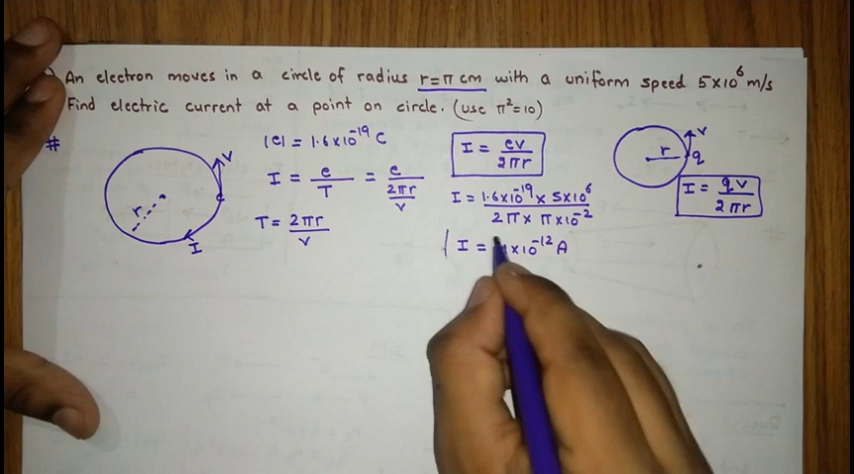 An electron moves in a circle of radius r=π cm with a uniform speed 5×10⁶ m/s
Find electric current at a point on circle. (use π²=10)
#
v
r
I
|e| = 1.6×10⁻¹⁹ C
I = e/T = e/(2πr/v)
T = 2πr/v
I = ev/2πr
I = 1.6×10⁻¹⁹ × 5×10⁶ / 2π × π×10⁻²
I = ×10⁻¹² A
r
v
q
I = qv/2πr